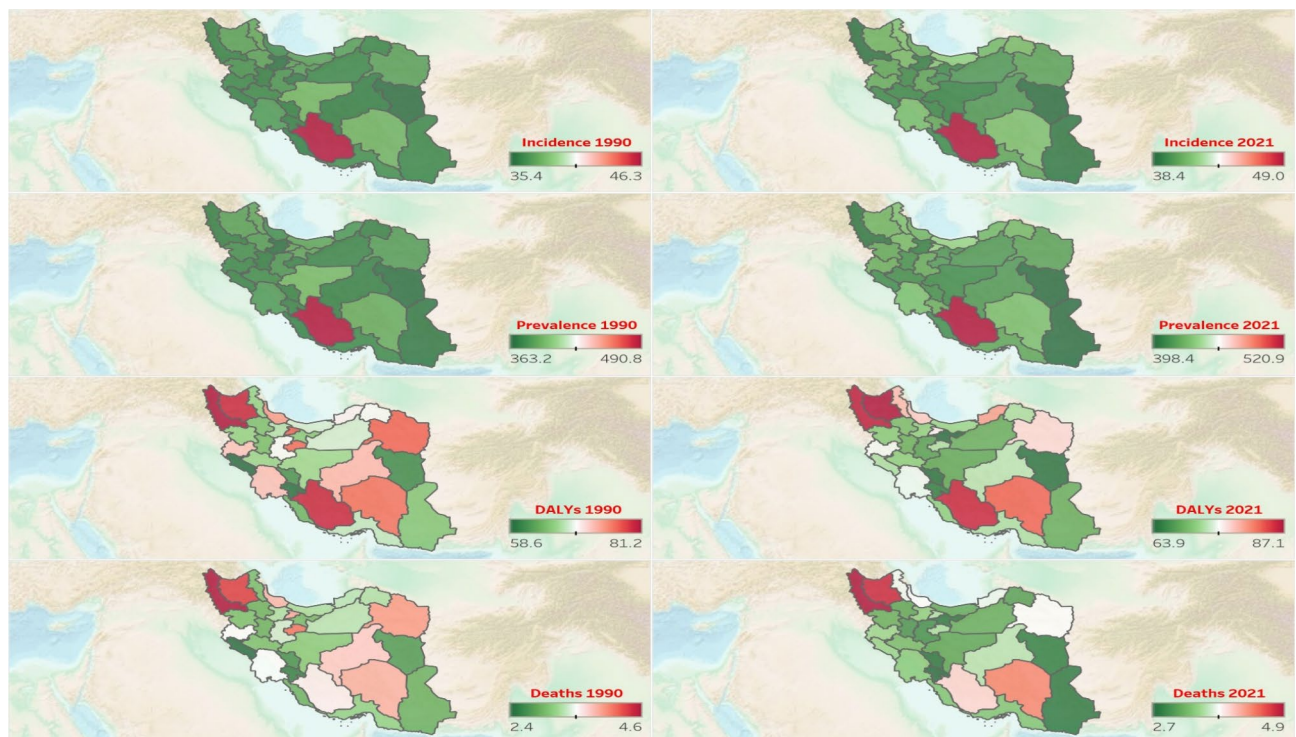 Incidence 1990
35.4 46.3
Incidence 2021
38.4 49.0
Prevalence 1990
363.2 490.8
Prevalence 2021
398.4 520.9
DALYs 1990
58.6 81.2
DALYs 2021
63.9 87.1
Deaths 1990
2.4 4.6
Deaths 2021
2.7 4.9